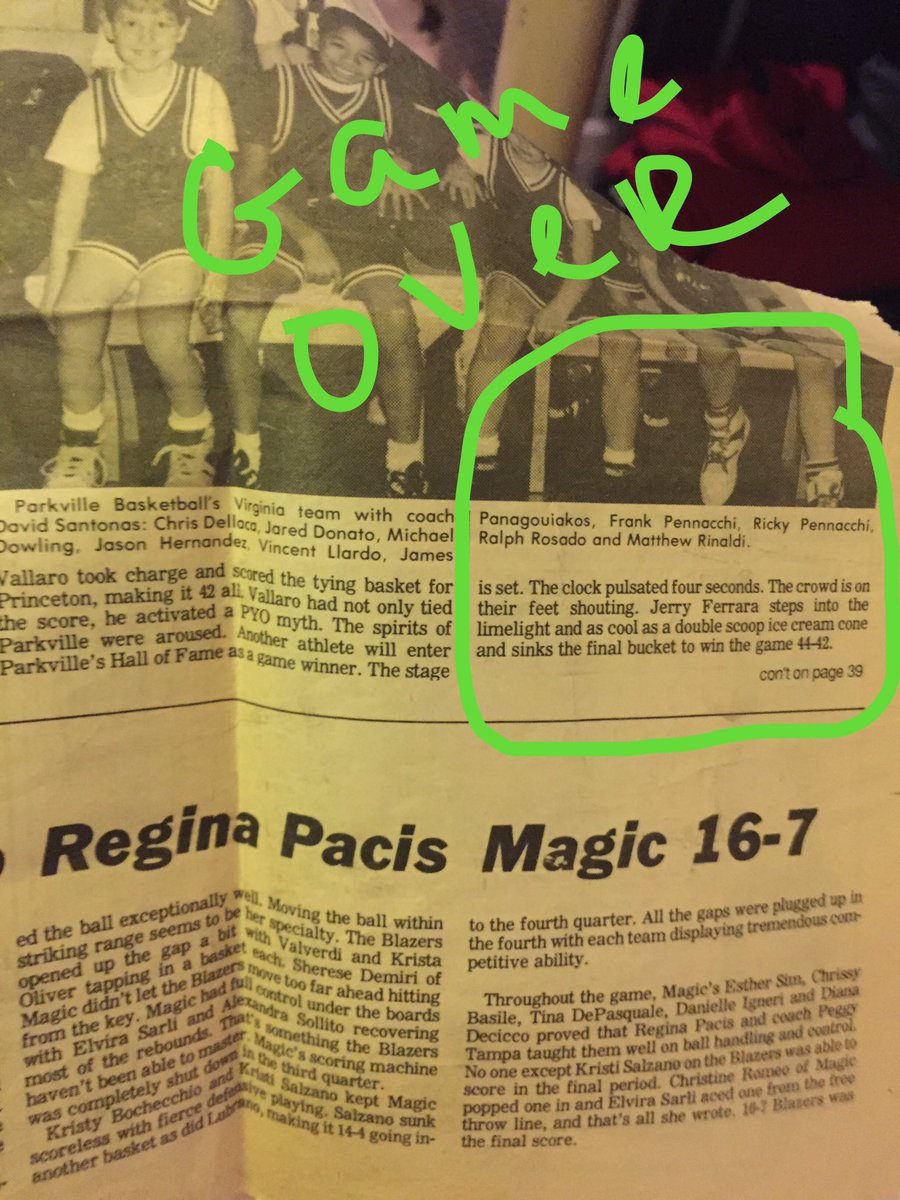 Game
OVER
Parkville Basketball's Virginia team with coach
David Santonas: Chris Dellaca, Jared Donato, Michael
Dowling, Jason Hernandez, Vincent Llardo, James
Panagouiakos, Frank Pennacchi, Ricky Pennacchi,
Ralph Rosado and Matthew Rinaldi.
Vallaro took charge and scored the tying basket for
Princeton, making it 42 all. Vallaro had not only tied
the score, he activated a PYO myth. The spirits of
Parkville were aroused. Another athlete will enter
Parkville's Hall of Fame as a game winner. The stage
is set. The clock pulsated four seconds. The crowd is on
their feet shouting. Jerry Ferrara steps into the
limelight and as cool as a double scoop ice cream cone
and sinks the final bucket to win the game 44-42.
con't on page 39
Regina Pacis Magic 16-7
ed the ball exceptionally well. Moving the ball within
striking range seems to be her specialty. The Blazers
opened up the gap a bit with Valverdi and Krista
Oliver tapping in a basket each. Sherese Demiri of
Magic didn't let the Blazers move too far ahead hitting
from the key. Magic had full control under the boards
with Elvira Sarli and Alexandra Sollito recovering
most of the rebounds. That's something the Blazers
haven't been able to master. Magic's scoring machine
was completely shut down in the third quarter.
Kristy Bochecchio and Kristi Salzano kept Magic
scoreless with fierce defensive playing. Salzano sunk
another basket as did Lubrano, making it 14-4 going in-
to the fourth quarter. All the gaps were plugged up in
the fourth with each team displaying tremendous com-
petitive ability.
Throughout the game, Magic's Esther Sim, Chrissy
Basile, Tina DePasquale, Danielle Igneri and Diana
Decicco proved that Regina Pacis and coach Peggy
Tampa taught them well on ball handling and control.
No one except Kristi Salzano on the Blazers was able to
score in the final period. Christine Romeo of Magic
popped one in and Elvira Sarli aced one from the free
throw line, and that's all she wrote. 16-7 Blazers was
the final score.